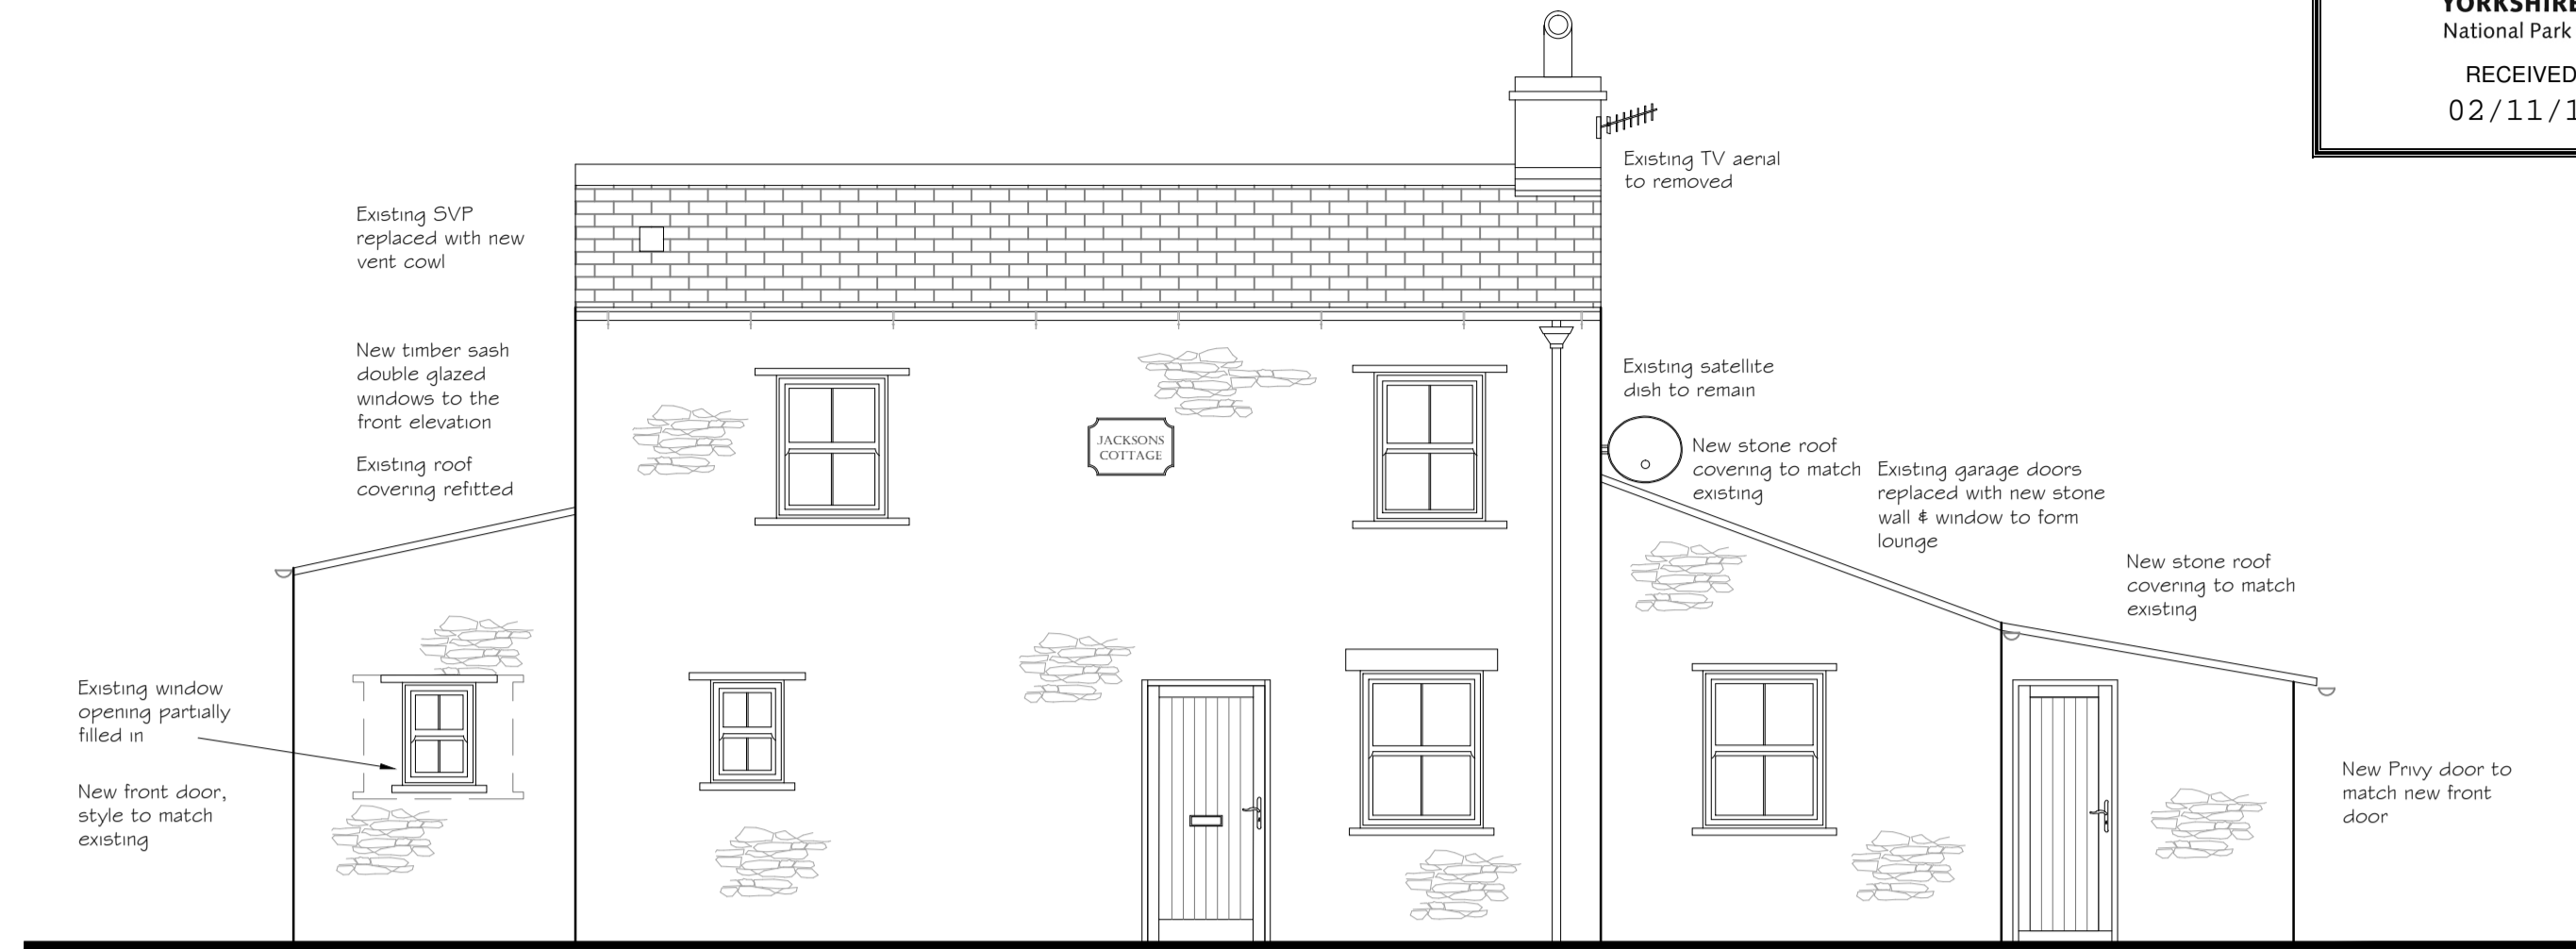 YORKSHIRE
National Park
RECEIVED
02/11/1
Existing TV aerial
to removed
Existing SVP
replaced with new
vent cowl
New timber sash
double glazed
windows to the
front elevation
Existing roof
covering refitted
JACKSONS
COTTAGE
Existing satellite
dish to remain
New stone roof
covering to match
existing
Existing garage doors
replaced with new stone
wall & window to form
lounge
New stone roof
covering to match
existing
Existing window
opening partially
filled in
New front door,
style to match
existing
New Privy door to
match new front
door